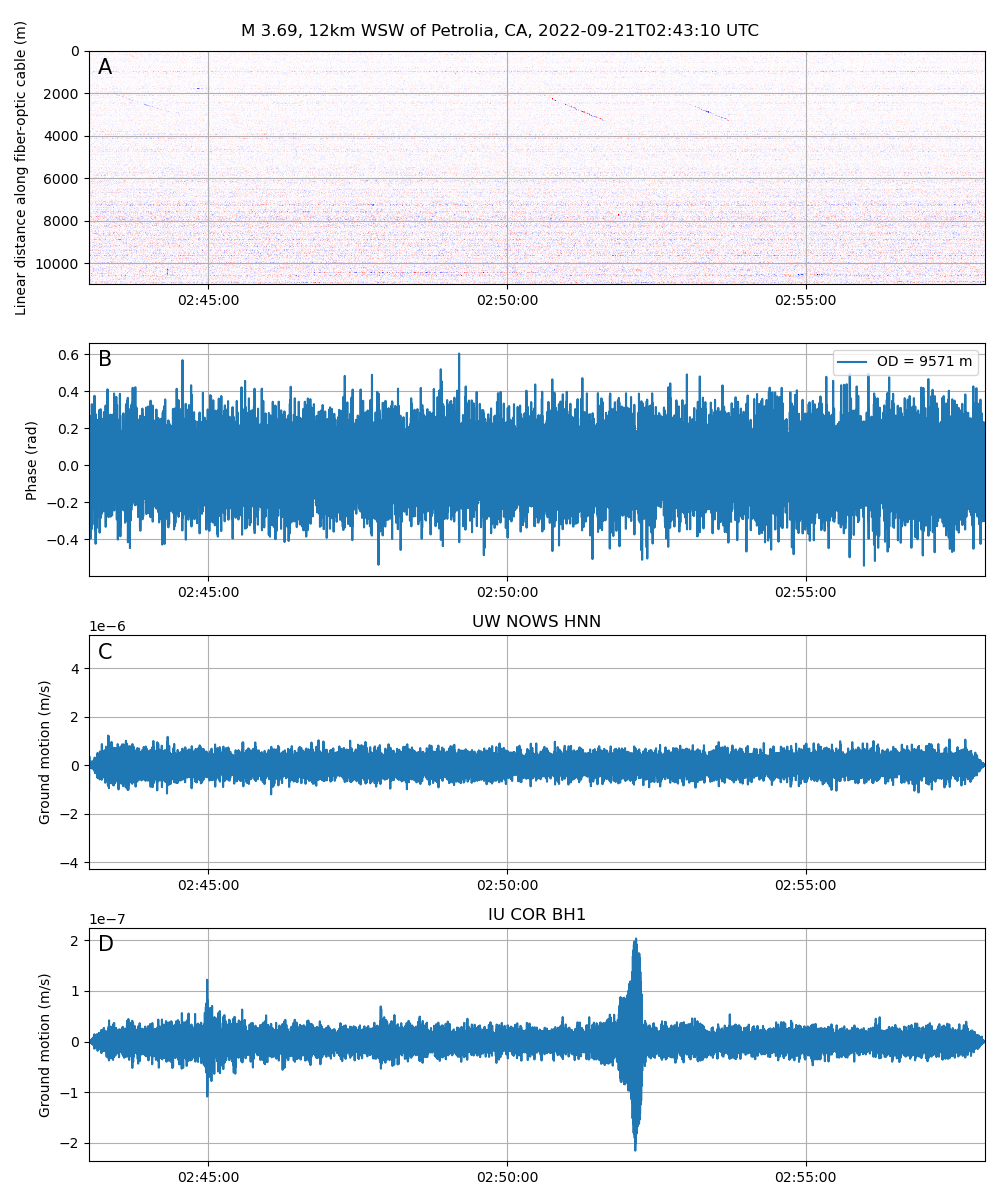 M 3.69, 12km WSW of Petrolia, CA, 2022-09-21T02:43:10 UTC
A
Linear distance along fiber-optic cable (m)
0
2000
4000
6000
8000
10000
02:45:00 02:50:00 02:55:00
B
OD = 9571 m
Phase (rad)
0.6
0.4
0.2
0.0
−0.2
−0.4
02:45:00 02:50:00 02:55:00
UW NOWS HNN
1e−6
C
Ground motion (m/s)
4
2
0
−2
−4
02:45:00 02:50:00 02:55:00
IU COR BH1
1e−7
D
Ground motion (m/s)
2
1
0
−1
−2
02:45:00 02:50:00 02:55:00